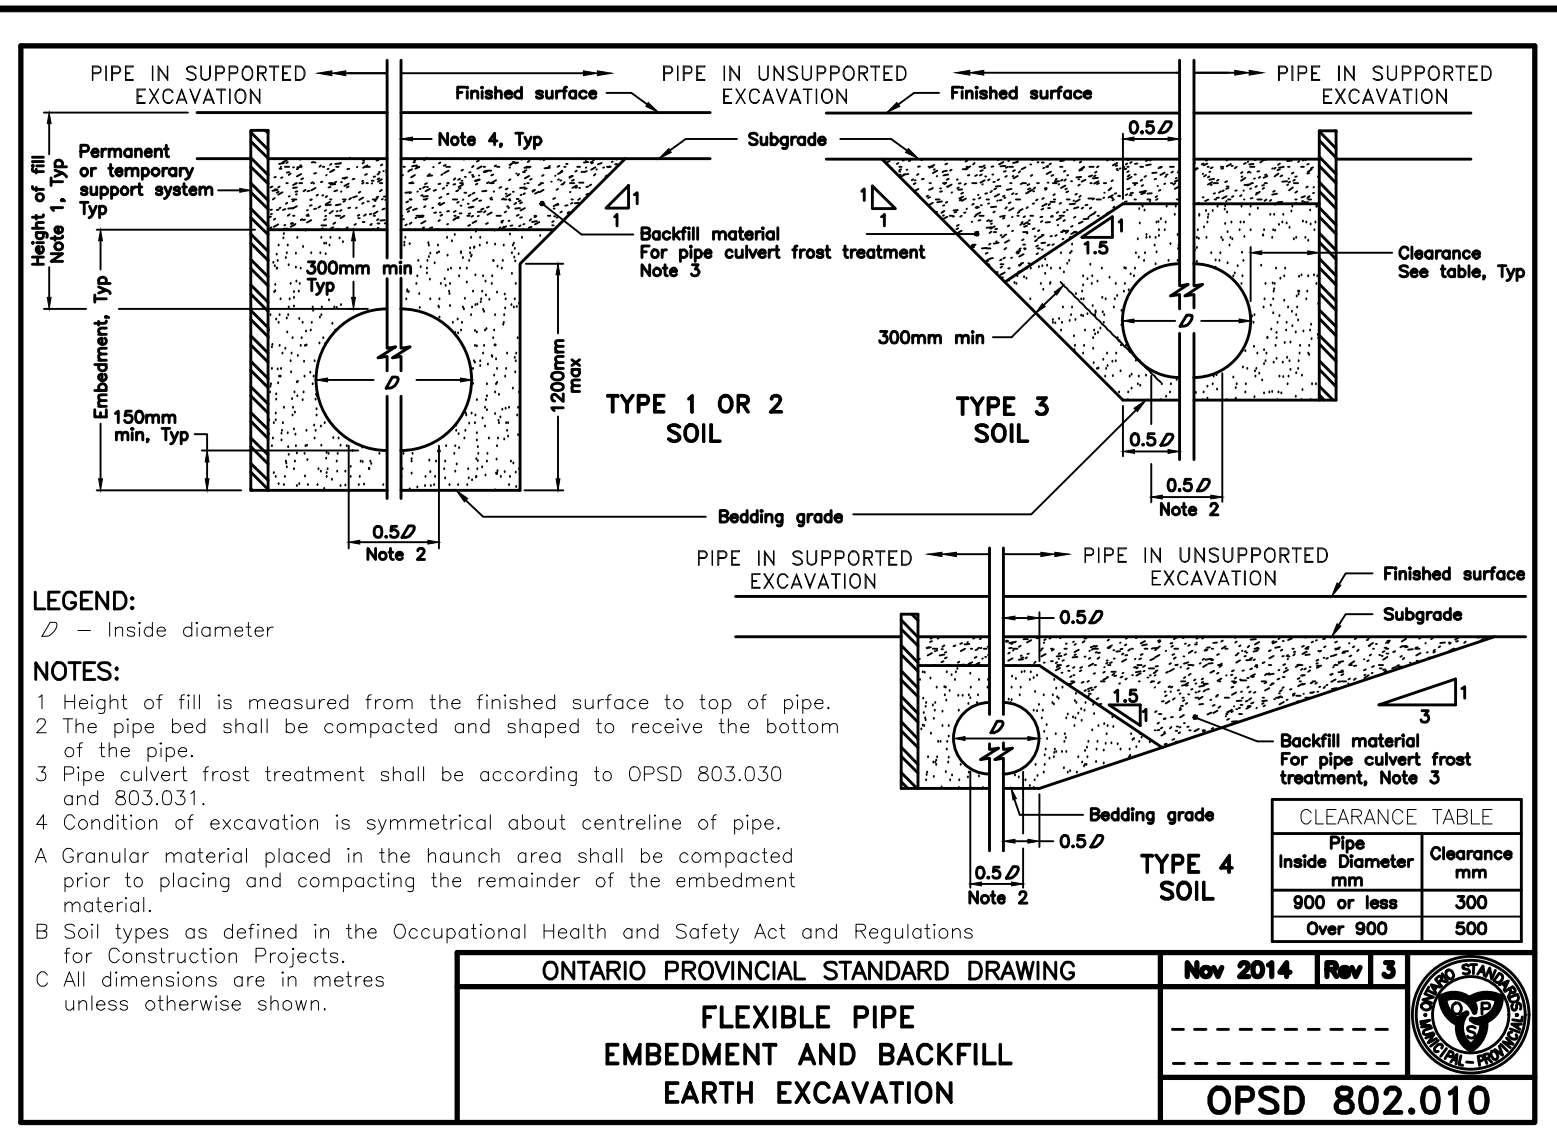 PIPE IN SUPPORTED
EXCAVATION
PIPE IN UNSUPPORTED
EXCAVATION
PIPE IN SUPPORTED
EXCAVATION
Finished surface
Finished surface
Note 4, Typ
Subgrade
0.5D
Height of fill
Note 1, Typ
Permanent
or temporary
support system
Typ
1
1
1
1
Backfill material
For pipe culvert frost treatment
Note 3
1
1.5
Clearance
See table, Typ
300mm min
Typ
Embedment, Typ
D
1200mm
max
D
300mm min
150mm
min, Typ
TYPE 1 OR 2
SOIL
TYPE 3
SOIL
0.5D
0.5D
Note 2
Bedding grade
0.5D
Note 2
PIPE IN SUPPORTED
EXCAVATION
PIPE IN UNSUPPORTED
EXCAVATION
Finished surface
Subgrade
0.5D
1.5
1
1
3
D
Backfill material
For pipe culvert frost
treatment, Note 3
Bedding grade
0.5D
0.5D
Note 2
TYPE 4
SOIL
LEGEND:
D – Inside diameter
NOTES:
1 Height of fill is measured from the finished surface to top of pipe.
2 The pipe bed shall be compacted and shaped to receive the bottom
of the pipe.
3 Pipe culvert frost treatment shall be according to OPSD 803.030
and 803.031.
4 Condition of excavation is symmetrical about centreline of pipe.
A Granular material placed in the haunch area shall be compacted
prior to placing and compacting the remainder of the embedment
material.
B Soil types as defined in the Occupational Health and Safety Act and Regulations
for Construction Projects.
C All dimensions are in metres
unless otherwise shown.
CLEARANCE TABLE
Pipe Inside Diameter mm
Clearance mm
900 or less 300
Over 900 500
ONTARIO PROVINCIAL STANDARD DRAWING
Nov 2014 Rev 3
FLEXIBLE PIPE
EMBEDMENT AND BACKFILL
EARTH EXCAVATION
ONTARIO STANDARDS
MUNICIPAL – PROVINCIAL
O P S
OPSD 802.010